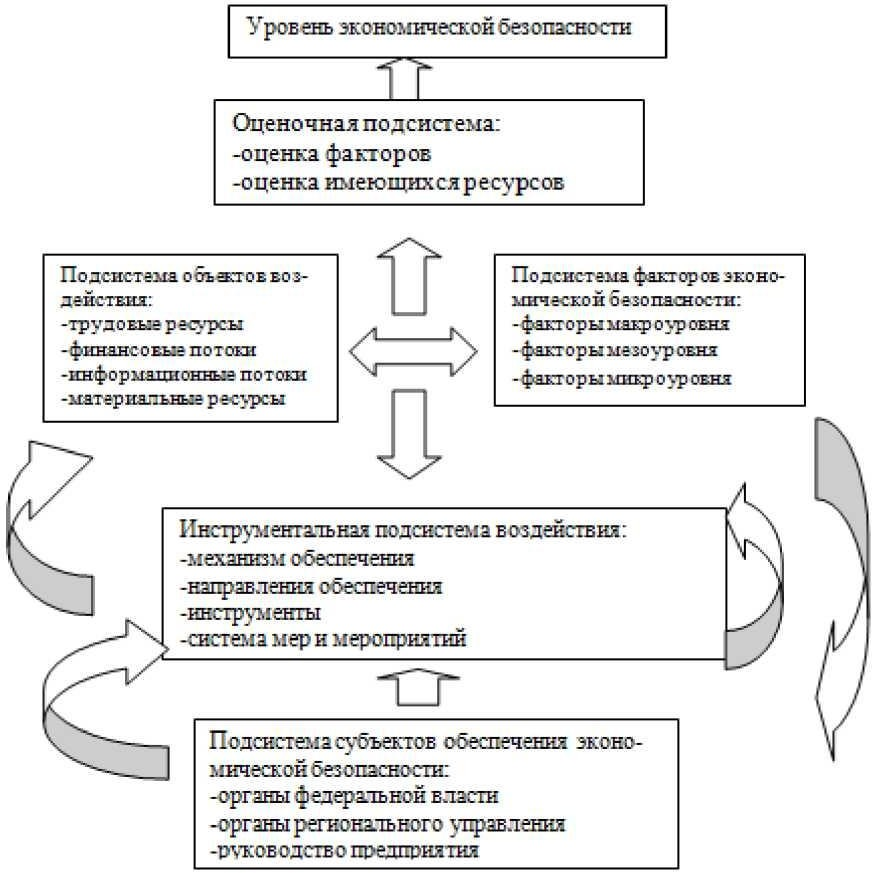 Уровень экономической безопасности
Оценочная подсистема:
-оценка факторов
-оценка имеющихся ресурсов
Подсистема объектов воз-
действия:
-трудовые ресурсы
-финансовые потоки
-информационные потоки
-материальные ресурсы
Подсистема факторов эконо-
мической безопасности:
-факторы макроуровня
-факторы мезоуровня
-факторы микроуровня
Инструментальная подсистема воздействия:
-механизм обеспечения
-направления обеспечения
-инструменты
-система мер и мероприятий
Подсистема субъектов обеспечения эконо-
мической безопасности:
-органы федеральной власти
-органы регионального управления
-руководство предприятия